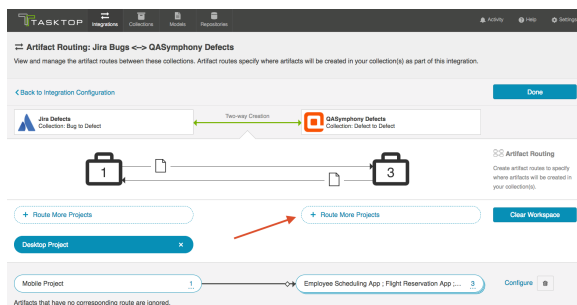 TASKTOP
Integrations
Collections
Models
Repositories
Activity
Help
Settings
Artifact Routing: Jira Bugs <--> QASymphony Defects
View and manage the artifact routes between these collections. Artifact routes specify where artifacts will be created in your collection(s) as part of this integration.
Back to Integration Configuration
Done
Jira Defects
Collection: Bug to Defect
Two-way Creation
QASymphony Defects
Collection: Defect to Defect
1
3
Artifact Routing
Create artifact routes to specify
where artifacts will be created in
your collection(s).
+ Route More Projects
+ Route More Projects
Clear Workspace
Desktop Project ×
Mobile Project 1
Employee Scheduling App ; Flight Reservation App ;... 3
Configure
Artifacts that have no corresponding route are ignored.